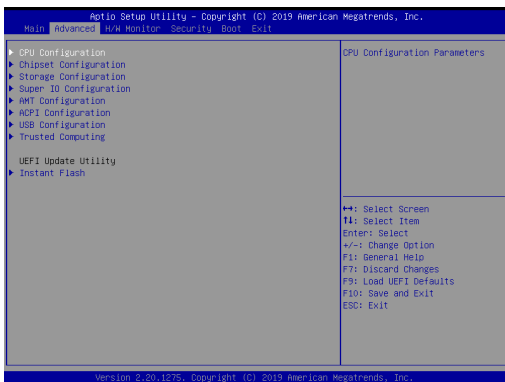 Aptio Setup Utility – Copyright (C) 2019 American Megatrends, Inc.
Main Advanced H/W Monitor Security Boot Exit
CPU Configuration
Chipset Configuration
Storage Configuration
Super IO Configuration
AMT Configuration
ACPI Configuration
USB Configuration
Trusted Computing
UEFI Update Utility
Instant Flash
CPU Configuration Parameters
↔: Select Screen
↑↓: Select Item
Enter: Select
+/-: Change Option
F1: General Help
F7: Discard Changes
F9: Load UEFI Defaults
F10: Save and Exit
ESC: Exit
Version 2.20.1275. Copyright (C) 2019 American Megatrends, Inc.